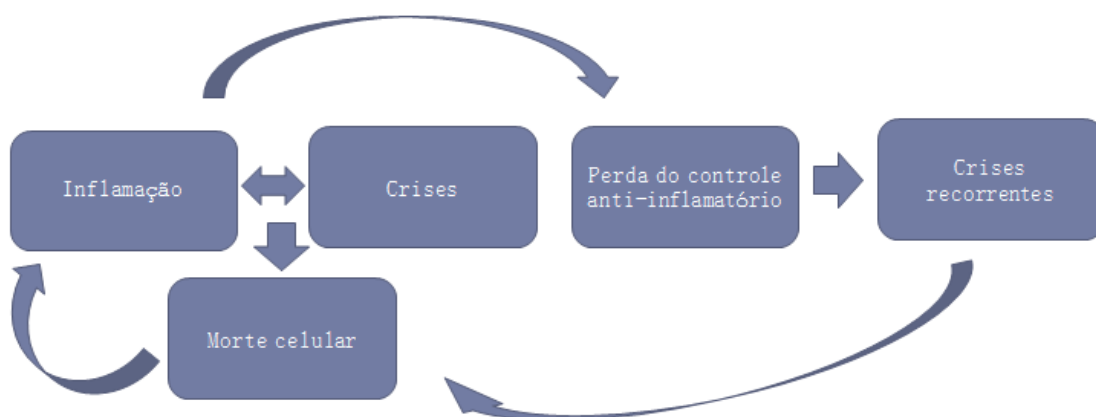 Inflamação
Crises
Perda do controle
anti-inflamatório
Crises
recorrentes
Morte celular